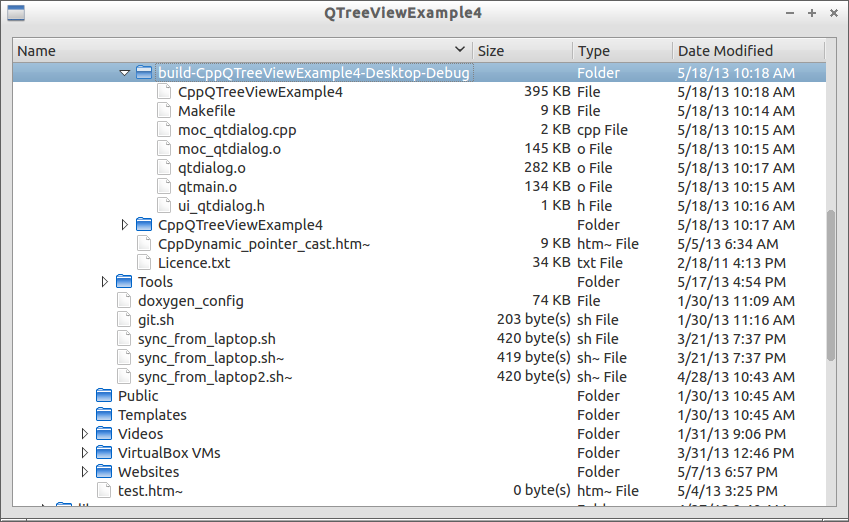 QTreeViewExample4
Name Size Type Date Modified
build-CppQTreeViewExample4-Desktop-Debug Folder 5/18/13 10:18 AM
CppQTreeViewExample4 395 KB File 5/18/13 10:18 AM
Makefile 9 KB File 5/18/13 10:14 AM
moc_qtdialog.cpp 2 KB cpp File 5/18/13 10:15 AM
moc_qtdialog.o 145 KB o File 5/18/13 10:15 AM
qtdialog.o 282 KB o File 5/18/13 10:17 AM
qtmain.o 134 KB o File 5/18/13 10:15 AM
ui_qtdialog.h 1 KB h File 5/18/13 10:16 AM
CppQTreeViewExample4 Folder 5/18/13 10:17 AM
CppDynamic_pointer_cast.htm~ 9 KB htm~ File 5/5/13 6:34 AM
Licence.txt 34 KB txt File 2/18/11 4:13 PM
Tools Folder 5/17/13 4:54 PM
doxygen_config 74 KB File 1/30/13 11:09 AM
git.sh 203 byte(s) sh File 1/30/13 11:16 AM
sync_from_laptop.sh 420 byte(s) sh File 3/21/13 7:37 PM
sync_from_laptop.sh~ 419 byte(s) sh~ File 3/21/13 7:37 PM
sync_from_laptop2.sh~ 420 byte(s) sh~ File 4/28/13 10:43 AM
Public Folder 1/30/13 10:45 AM
Templates Folder 1/30/13 10:45 AM
Videos Folder 1/31/13 9:06 PM
VirtualBox VMs Folder 3/31/13 12:46 PM
Websites Folder 5/7/13 6:57 PM
test.htm~ 0 byte(s) htm~ File 5/4/13 3:25 PM